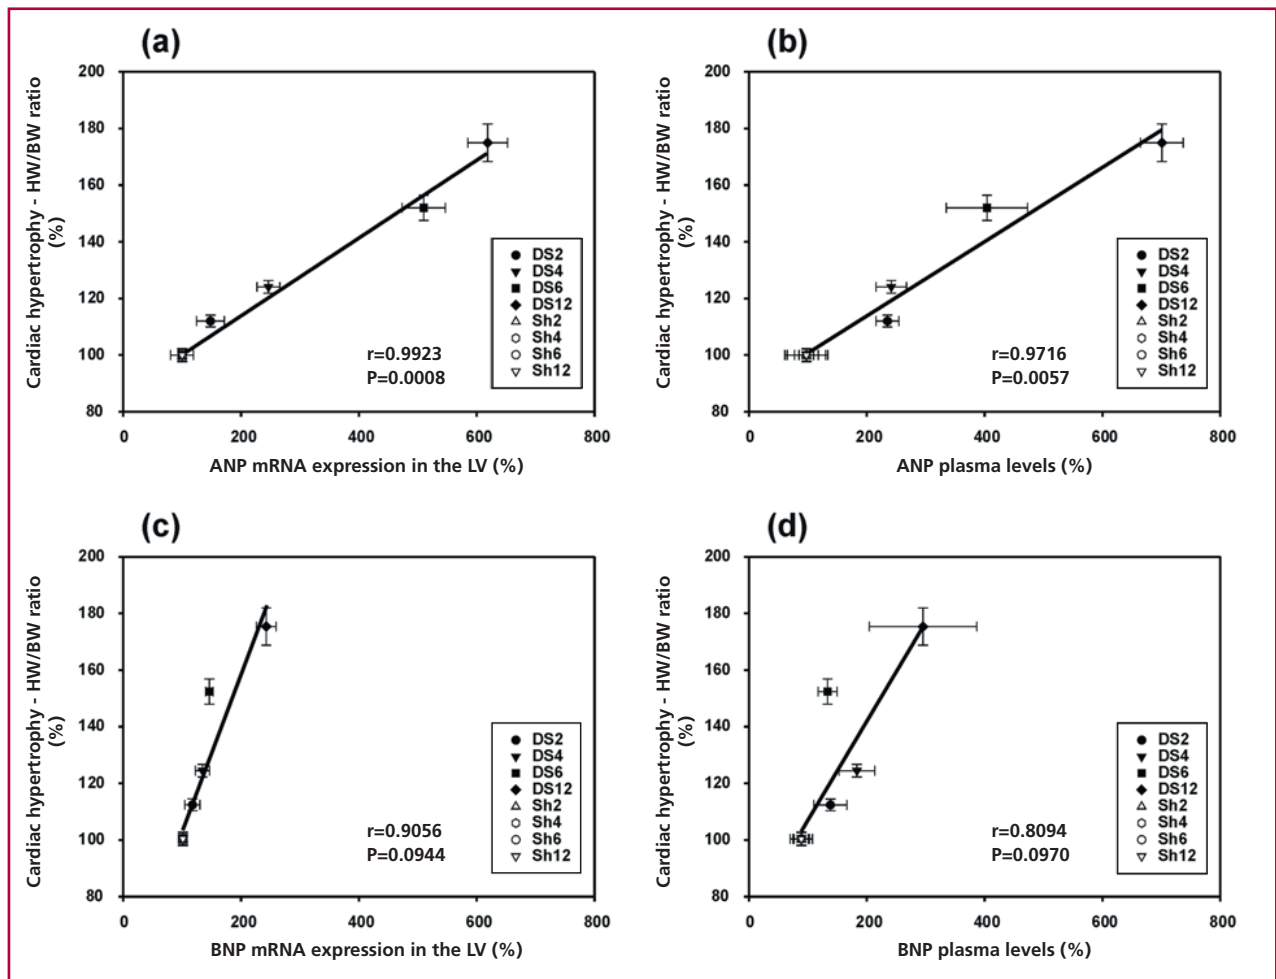 (a)
Cardiac hypertrophy - HW/BW ratio
(%)
200
180
160
140
120
100
80
0
200
400
600
800
DS2
DS4
DS6
DS12
Sh2
Sh4
Sh6
Sh12
r=0.9923
P=0.0008
ANP mRNA expression in the LV (%)
(b)
Cardiac hypertrophy - HW/BW ratio
(%)
200
180
160
140
120
100
80
0
200
400
600
800
DS2
DS4
DS6
DS12
Sh2
Sh4
Sh6
Sh12
r=0.9716
P=0.0057
ANP plasma levels (%)
(c)
Cardiac hypertrophy - HW/BW ratio
(%)
200
180
160
140
120
100
80
0
200
400
600
800
DS2
DS4
DS6
DS12
Sh2
Sh4
Sh6
Sh12
r=0.9056
P=0.0944
BNP mRNA expression in the LV (%)
(d)
Cardiac hypertrophy - HW/BW ratio
(%)
200
180
160
140
120
100
80
0
200
400
600
800
DS2
DS4
DS6
DS12
Sh2
Sh4
Sh6
Sh12
r=0.8094
P=0.0970
BNP plasma levels (%)